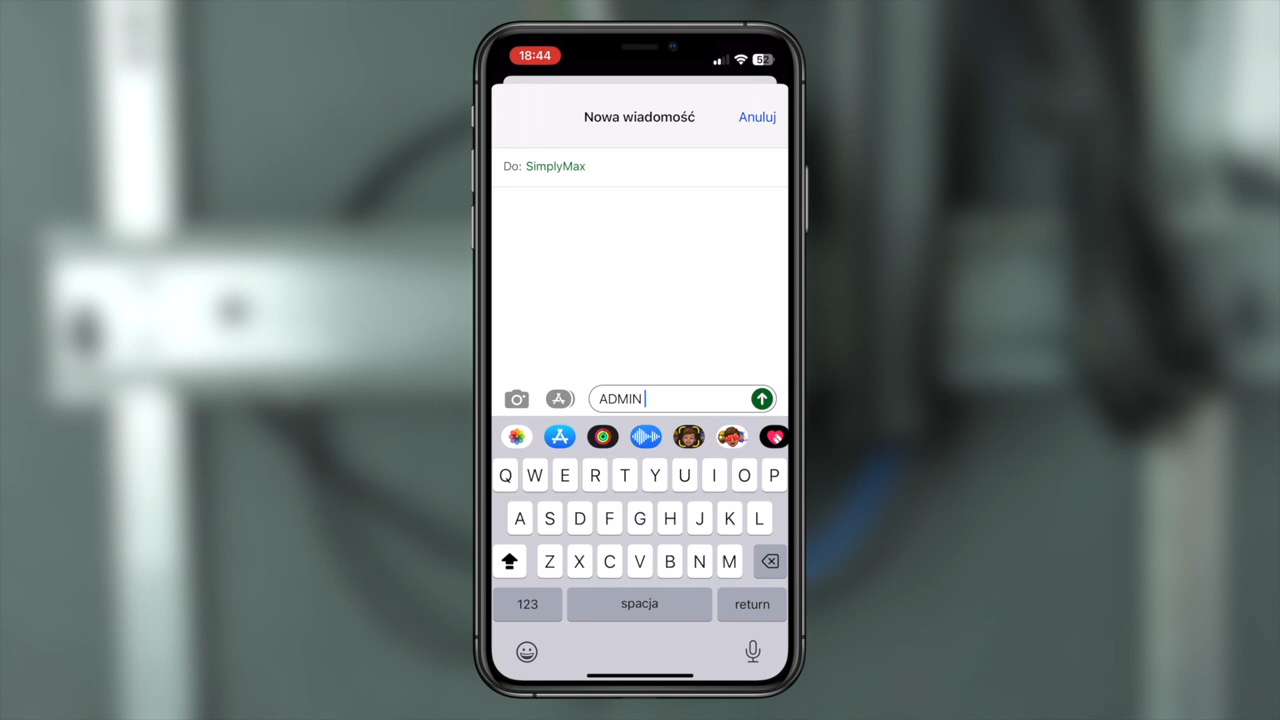 18:44
52
Nowa wiadomość
Anuluj
Do: SimplyMax
ADMIN
Q W E R T Y U I O P
A S D F G H J K L
Z X C V B N M
123
spacja
return